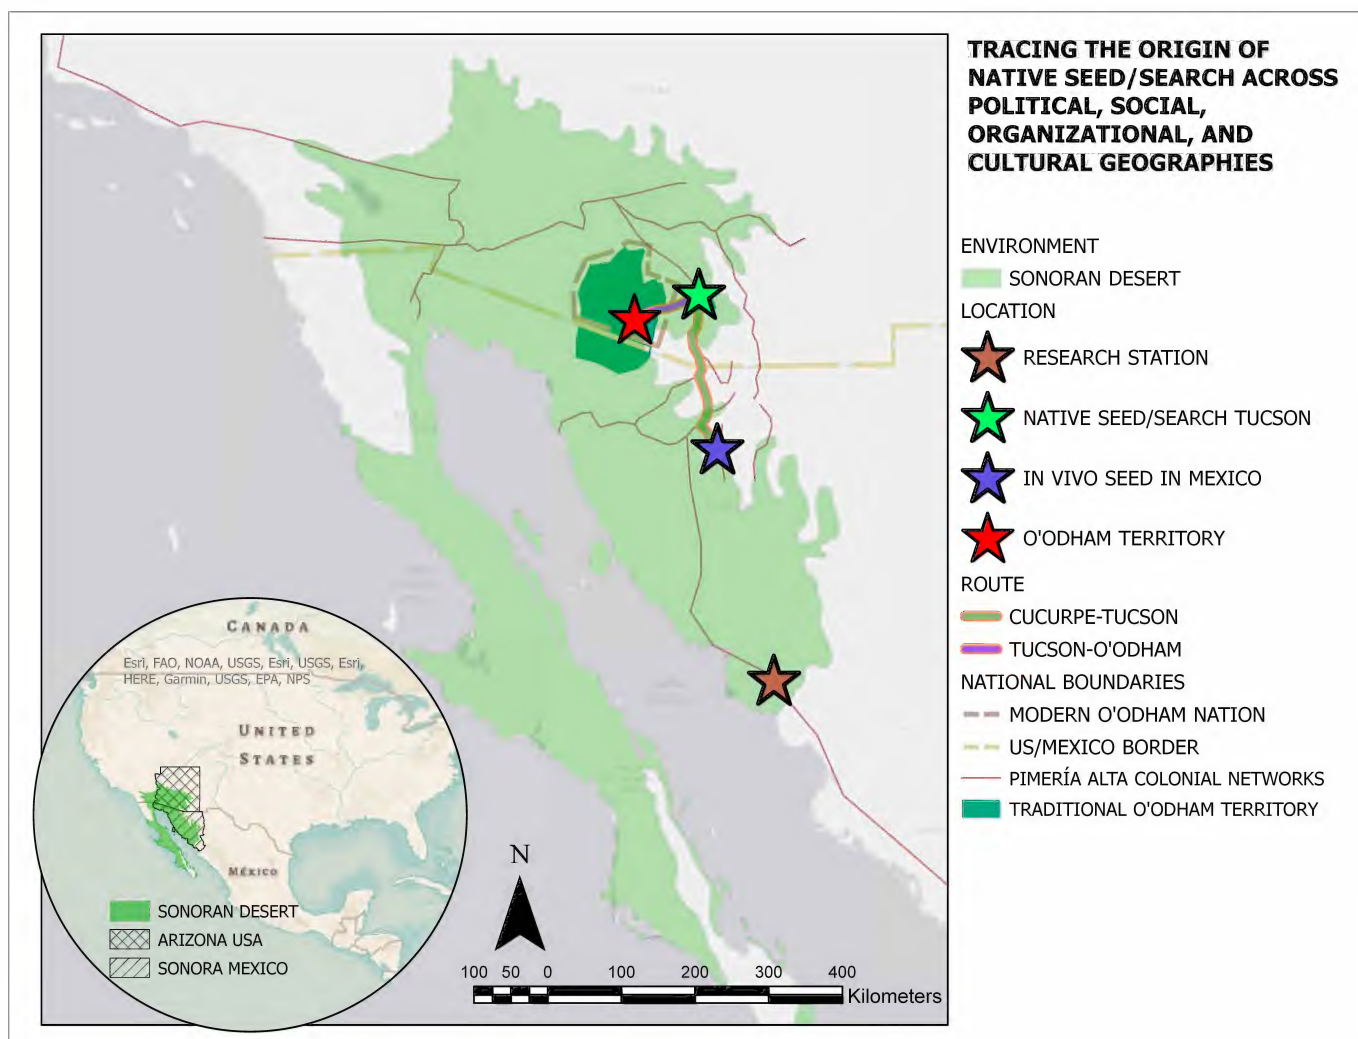 TRACING THE ORIGIN OF
NATIVE SEED/SEARCH ACROSS
POLITICAL, SOCIAL,
ORGANIZATIONAL, AND
CULTURAL GEOGRAPHIES
ENVIRONMENT
SONORAN DESERT
LOCATION
RESEARCH STATION
NATIVE SEED/SEARCH TUCSON
IN VIVO SEED IN MEXICO
O'ODHAM TERRITORY
ROUTE
CUCURPE-TUCSON
TUCSON-O'ODHAM
NATIONAL BOUNDARIES
MODERN O'ODHAM NATION
US/MEXICO BORDER
PIMERÍA ALTA COLONIAL NETWORKS
TRADITIONAL O'ODHAM TERRITORY
CANADA
Esri, FAO, NOAA, USGS, Esri, USGS, Esri,
HERE, Garmin, USGS, EPA, NPS
UNITED
STATES
MÉXICO
SONORAN DESERT
ARIZONA USA
SONORA MEXICO
N
100 50 0 100 200 300 400
Kilometers